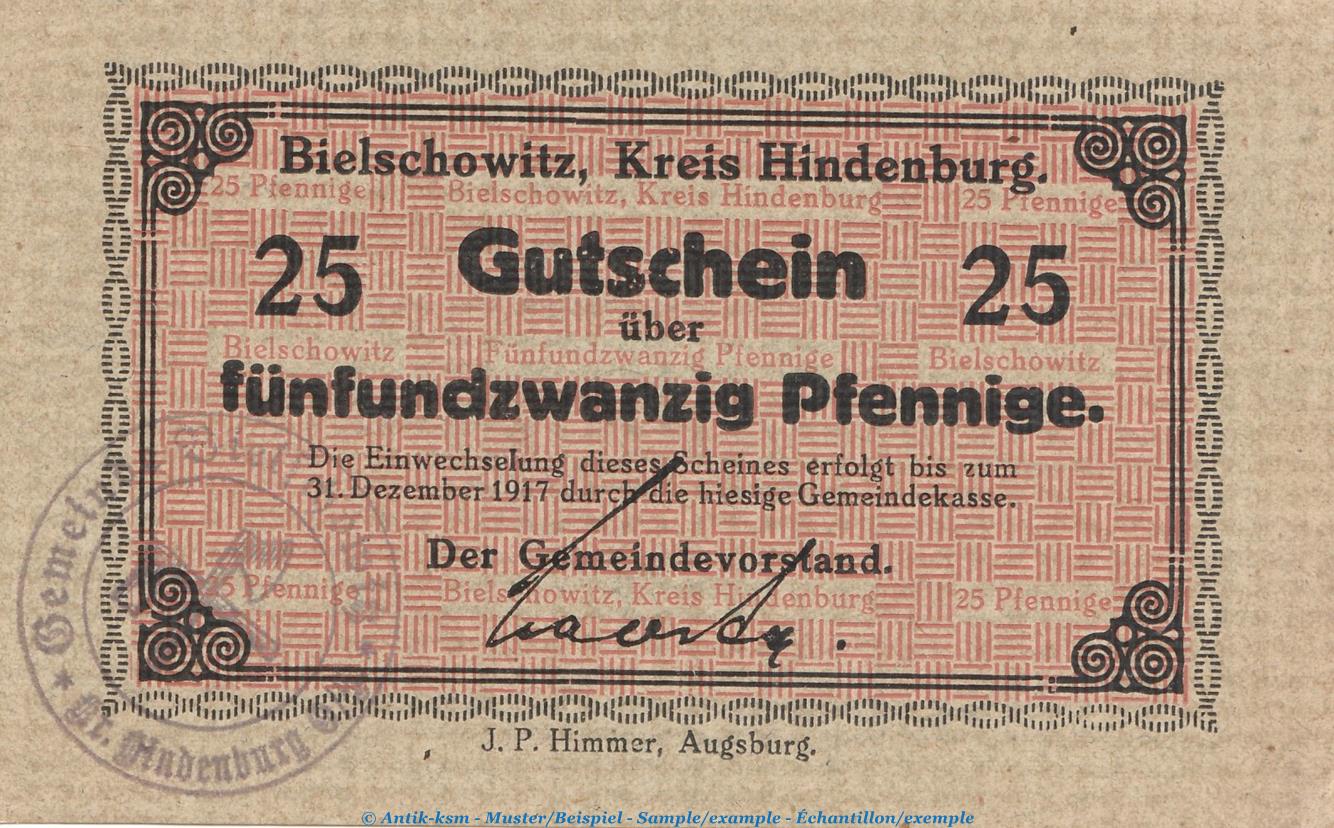 Bielschowitz, Kreis Hindenburg.
25 Pfennige Bielschowitz, Kreis Hindenburg 25 Pfennige
25 Gutschein 25
über
Bielschowitz Fünfundzwanzig Pfennige Bielschowitz
fünfundzwanzig Pfennige.
Die Einwechselung dieses Scheines erfolgt bis zum
31. Dezember 1917 durch die hiesige Gemeindekasse.
Der Gemeindevorstand.
25 Pfennige Bielschowitz, Kreis Hindenburg 25 Pfennige
Kr. Hindenburg
J. P. Himmer, Augsburg.
© Antik-ksm - Muster/Beispiel - Sample/example - Échantillon/exemple